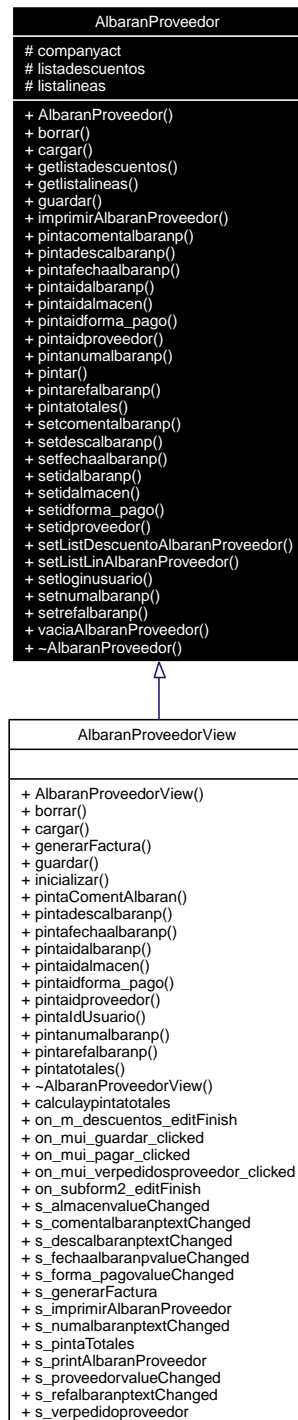 AlbaranProveedor
# companyact
# listadescuentos
# listalineas
+ AlbaranProveedor()
+ borrar()
+ cargar()
+ getlistadescuentos()
+ getlistalineas()
+ guardar()
+ imprimirAlbaranProveedor()
+ pintacomentalbaranp()
+ pintadescalbaranp()
+ pintafechaalbaranp()
+ pintaidalbaranp()
+ pintaidalmacen()
+ pintaidforma_pago()
+ pintaidproveedor()
+ pintanumalbaranp()
+ pintar()
+ pintarefalbaranp()
+ pintatotales()
+ setcomentalbaranp()
+ setdescalbaranp()
+ setfechaalbaranp()
+ setidalbaranp()
+ setidalmacen()
+ setidforma_pago()
+ setidproveedor()
+ setListDescuentoAlbaranProveedor()
+ setListLinAlbaranProveedor()
+ setloginusuario()
+ setnumalbaranp()
+ setrefalbaranp()
+ vaciaAlbaranProveedor()
+ ~AlbaranProveedor()
AlbaranProveedorView
+ AlbaranProveedorView()
+ borrar()
+ cargar()
+ generarFactura()
+ guardar()
+ inicializar()
+ pintaComentAlbaran()
+ pintadescalbaranp()
+ pintafechaalbaranp()
+ pintaidalbaranp()
+ pintaidalmacen()
+ pintaidforma_pago()
+ pintaidproveedor()
+ pintaIdUsuario()
+ pintanumalbaranp()
+ pintarefalbaranp()
+ pintatotales()
+ ~AlbaranProveedorView()
+ calculaypintatotales
+ on_m_descuentos_editFinish
+ on_mui_guardar_clicked
+ on_mui_pagar_clicked
+ on_mui_verpedidosproveedor_clicked
+ on_subform2_editFinish
+ s_almacenvalueChanged
+ s_comentalbaranptextChanged
+ s_descalbaranptextChanged
+ s_fechaalbaranpvalueChanged
+ s_forma_pagovalueChanged
+ s_generarFactura
+ s_imprimirAlbaranProveedor
+ s_numalbaranptextChanged
+ s_pintaTotales
+ s_printAlbaranProveedor
+ s_proveedorvalueChanged
+ s_refalbaranptextChanged
+ s_verpedidoproveedor